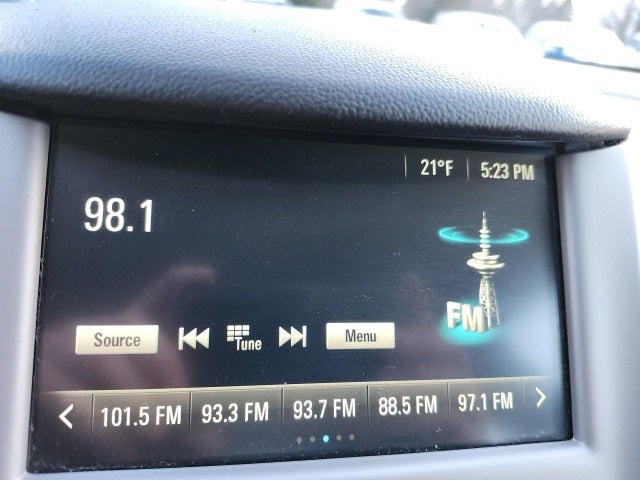 21°F 5:23 PM
98.1
FM
Source Tune Menu
101.5 FM 93.3 FM 93.7 FM 88.5 FM 97.1 FM